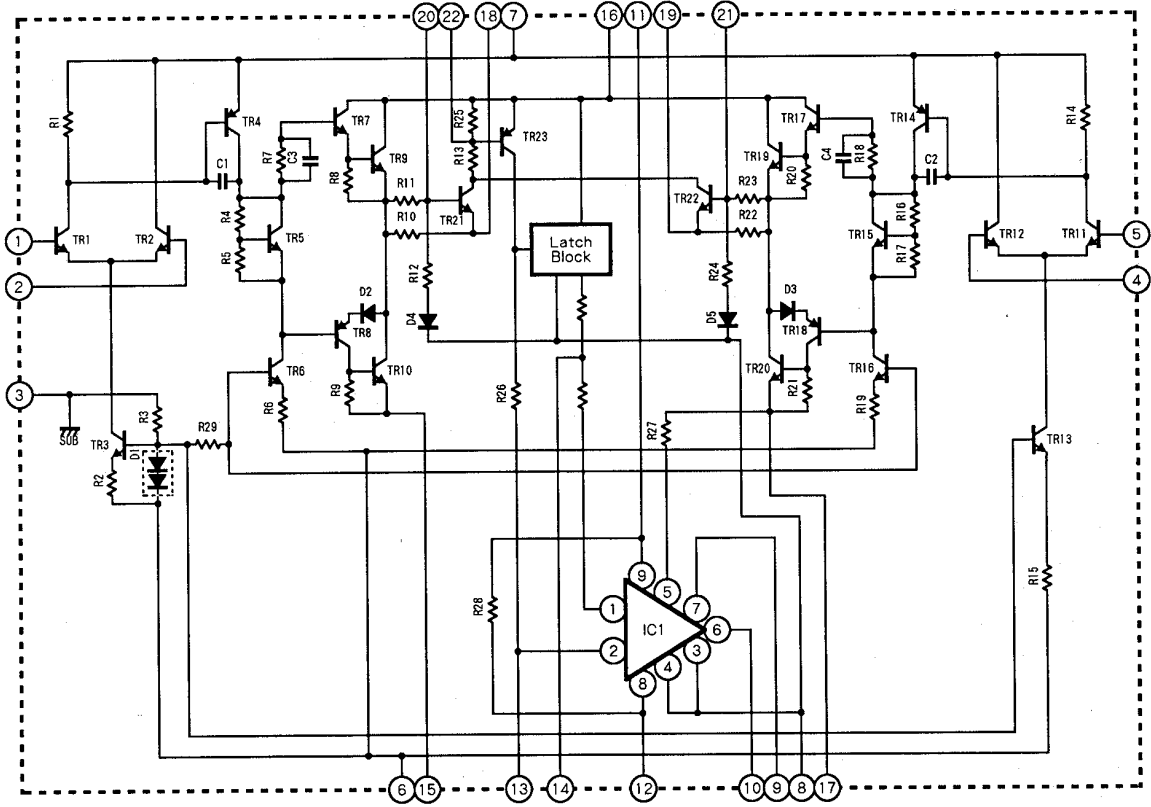 20 22 18 7 16 11 19 21
R1
TR4
TR7
R25
TR23
TR17
TR14
R14
C1
R7
C3
TR9
R8
R13
R11
TR21
R10
TR19
R20
C4
R18
C2
R23
TR22
R22
R4
TR5
R5
1
TR1
TR2
2
Latch
Block
R16
TR15
R17
TR12
TR11
5
4
R12
D4
D2
TR8
R24
D5
D3
TR18
3
SUB
R3
R29
TR6
R6
R9
TR10
R26
TR20
R21
TR16
R19
R27
TR3
D1
R2
TR13
R28
R15
9
5
1
7
IC1
6
2
3
4
8
6 15 13 14 12 10 9 8 17